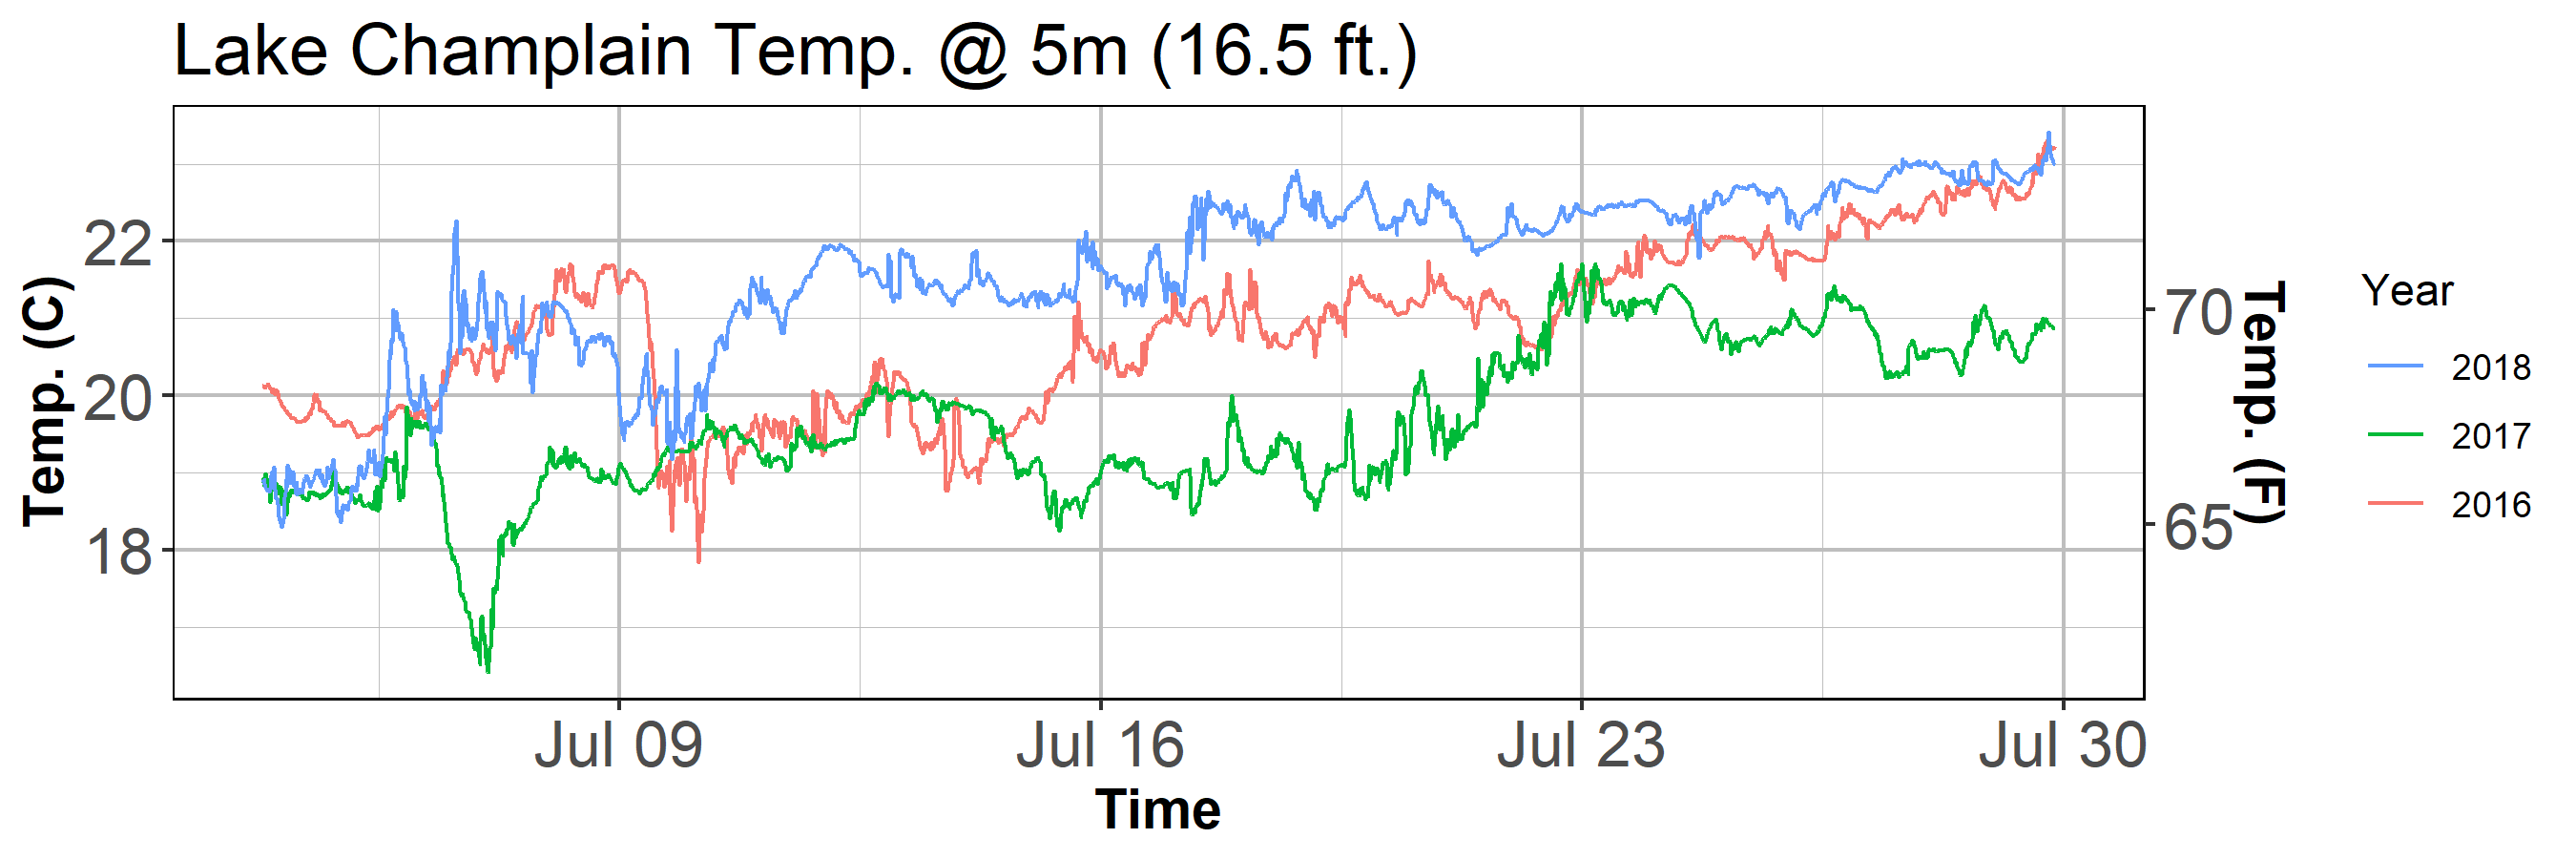 Lake Champlain Temp. @ 5m (16.5 ft.)
Temp. (C)
22
20
18
Jul 09 Jul 16 Jul 23 Jul 30
Time
70
65
Temp. (F)
Year
2018
2017
2016